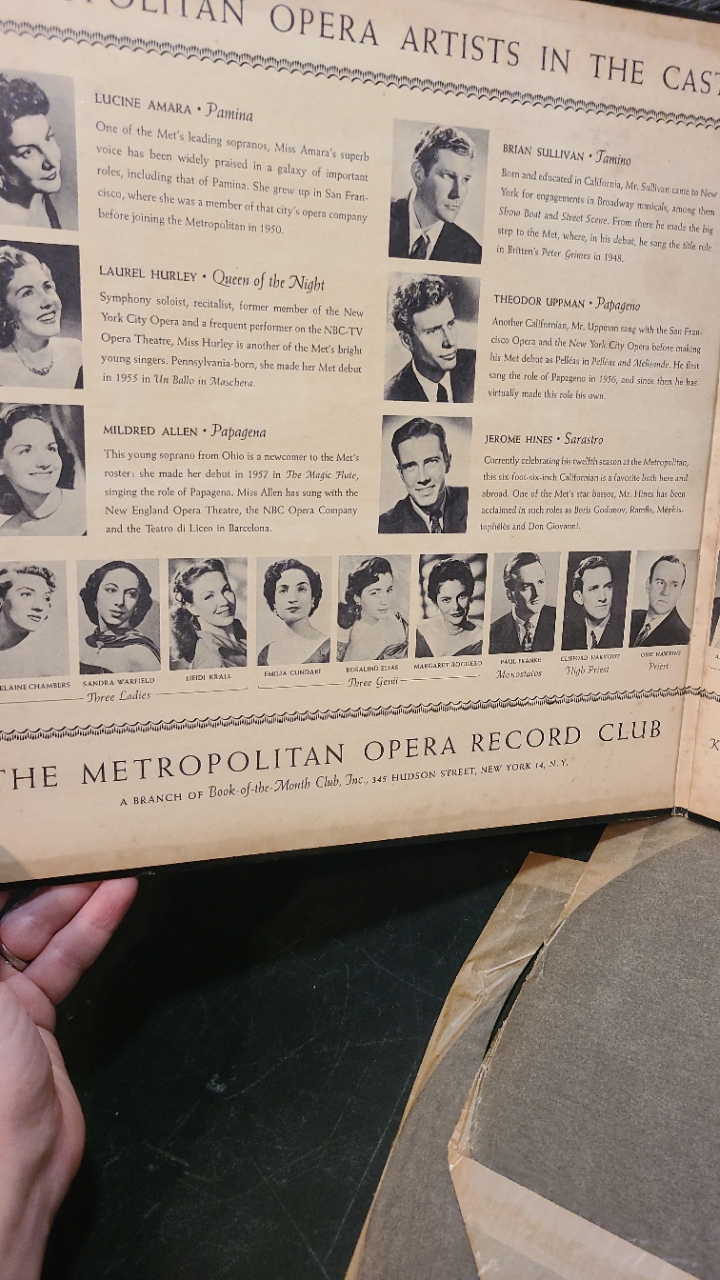 OPERA ARTISTS IN THE CAST
LUCINE AMARA • Pamina
One of the Met's leading sopranos, Miss Amara's superb
voice has been widely praised in a galaxy of important
roles, including that of Pamina. She grew up in San Fran-
cisco, where she was a member of that city's opera company
before joining the Metropolitan in 1950.
LAUREL HURLEY • Queen of the Night
Symphony soloist, recitalist, former member of the New
York City Opera and a frequent performer on the NBC-TV
Opera Theatre, Miss Hurley is another of the Met's bright
young singers. Pennsylvania-born, she made her Met debut
in 1955 in Un Ballo in Maschera.
MILDRED ALLEN • Papagena
This young soprano from Ohio is a newcomer to the Met's
roster: she made her debut in 1957 in The Magic Flute,
singing the role of Papagena. Miss Allen has sung with the
New England Opera Theatre, the NBC Opera Company
and the Teatro di Liceo in Barcelona.
BRIAN SULLIVAN • Tamino
Born and educated in California, Mr. Sullivan came to New
York for engagements in Broadway musicals, among them
Show Boat and Street Scene. From there he made the big
step to the Met, where, in his debut, he sang the title role
in Britten's Peter Grimes in 1948.
THEODOR UPPMAN • Papageno
Another Californian, Mr. Uppman sang with the San Fran-
cisco Opera and the New York City Opera before making
his Met debut as Pelléas in Pelléas and Mélisande. He first
sang the role of Papageno in 1956, and since then he has
virtually made this role his own.
JEROME HINES • Sarastro
Currently celebrating his twelfth season at the Metropolitan,
this six-foot-six-inch Californian is a favorite both here and
abroad. One of the Met's star bassos, Mr. Hines has been
acclaimed in such roles as Boris Godunov, Ramfis, Mephis-
tophélès and Don Giovanni.
ELAINE CHAMBERS
SANDRA WARFIELD
HEIDI KRALL
Three Ladies
EMILIA CUNDARI
ROSALIND ELIAS
MARGARET ROGGERO
Three Genii
PAUL FRANKE
Monostatos
CLIFFORD HARVUOT
High Priest
OSIE HAWKINS
Priest
THE METROPOLITAN OPERA RECORD CLUB
A BRANCH OF Book-of-the-Month Club, Inc., 345 HUDSON STREET, NEW YORK 14, N.Y.